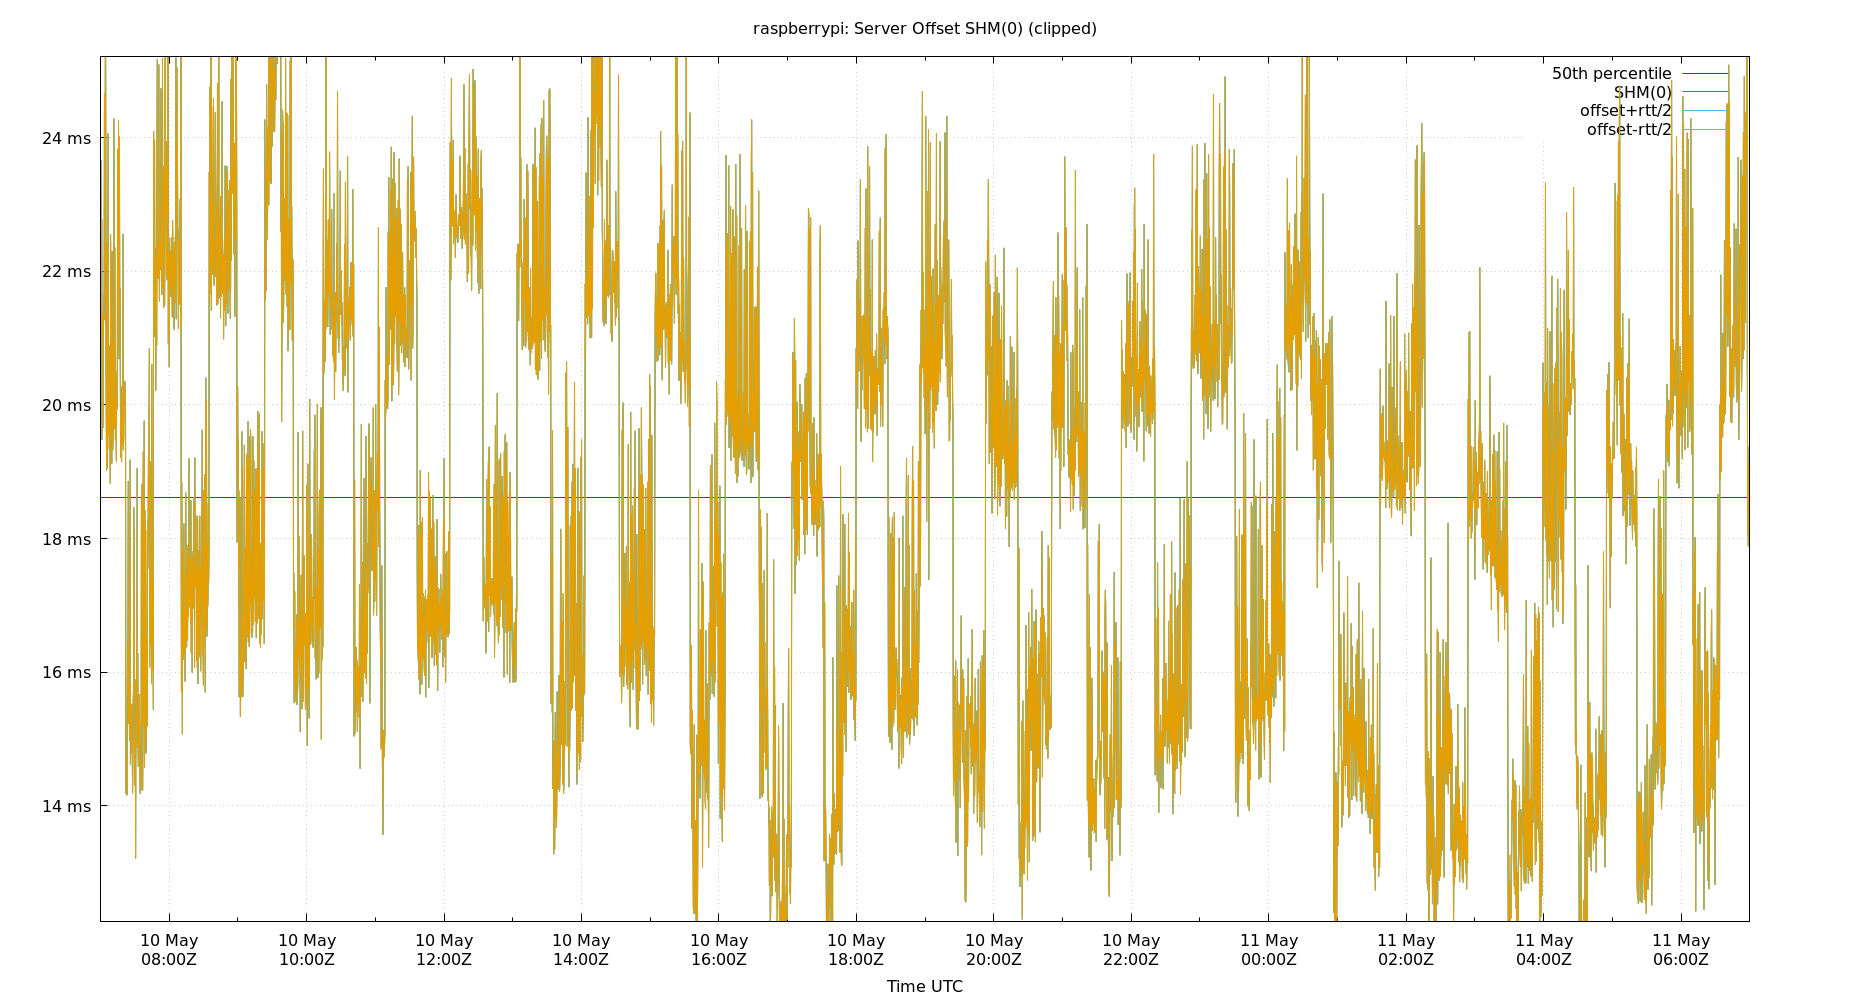 raspberrypi: Server Offset SHM(0) (clipped)
50th percentile
SHM(0)
offset+rtt/2
offset-rtt/2
24 ms
22 ms
20 ms
18 ms
16 ms
14 ms
10 May 10 May 10 May 10 May 10 May 10 May 10 May 10 May 11 May 11 May 11 May 11 May
08:00Z 10:00Z 12:00Z 14:00Z 16:00Z 18:00Z 20:00Z 22:00Z 00:00Z 02:00Z 04:00Z 06:00Z
Time UTC